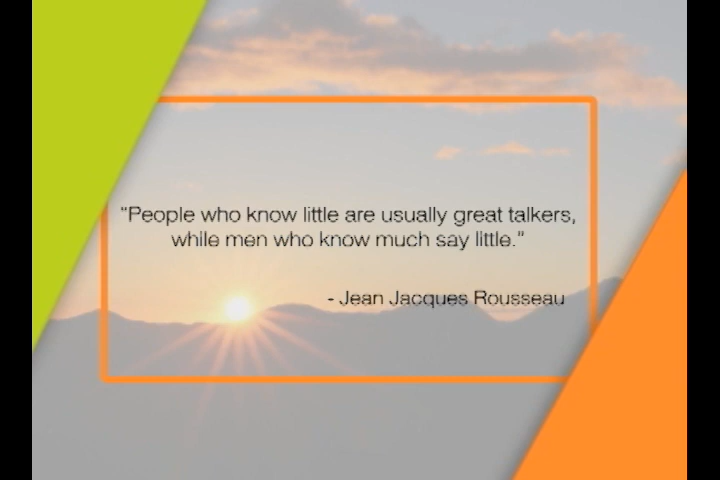 "People who know little are usually great talkers,
while men who know much say little."
- Jean Jacques Rousseau